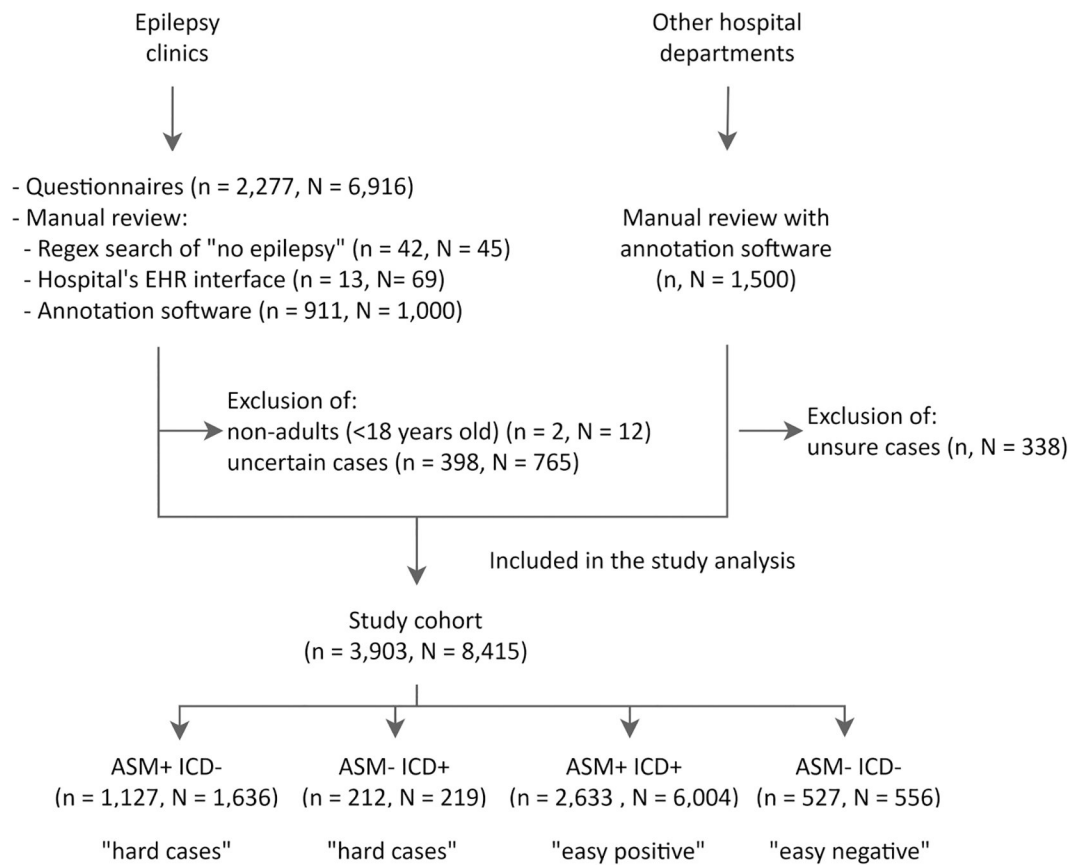 Epilepsy
clinics
Other hospital
departments
- Questionnaires (n = 2,277, N = 6,916)
- Manual review:
- Regex search of "no epilepsy" (n = 42, N = 45)
- Hospital's EHR interface (n = 13, N= 69)
- Annotation software (n = 911, N = 1,000)
Manual review with
annotation software
(n, N = 1,500)
Exclusion of:
non-adults (<18 years old) (n = 2, N = 12)
uncertain cases (n = 398, N = 765)
Exclusion of:
unsure cases (n, N = 338)
Included in the study analysis
Study cohort
(n = 3,903, N = 8,415)
ASM+ ICD-
(n = 1,127, N = 1,636)
"hard cases"
ASM- ICD+
(n = 212, N = 219)
"hard cases"
ASM+ ICD+
(n = 2,633 , N = 6,004)
"easy positive"
ASM- ICD-
(n = 527, N = 556)
"easy negative"